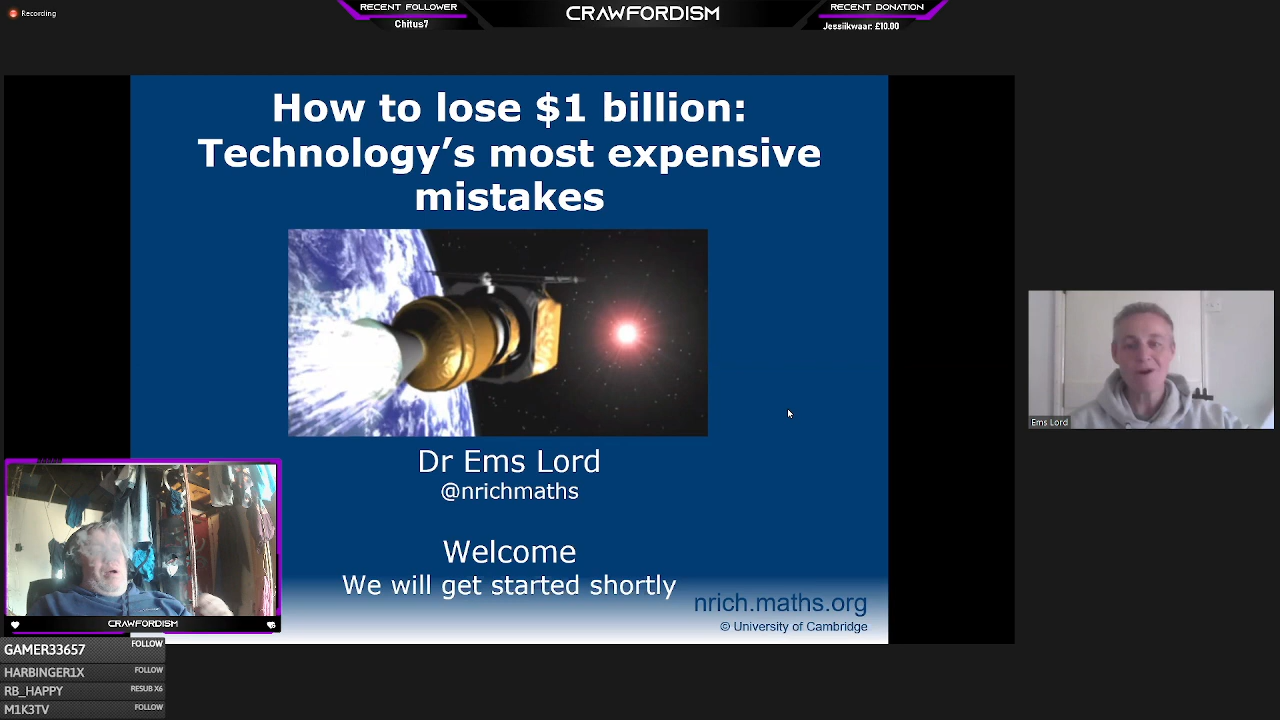 Recording
RECENT FOLLOWER
Chitus7
CRAWFORDISM
RECENT DONATION
Jessiikwaar: £10.00
How to lose $1 billion:
Technology’s most expensive
mistakes
Dr Ems Lord
@nrichmaths
Welcome
We will get started shortly
nrich.maths.org
© University of Cambridge
Ems Lord
CRAWFORDISM
GAMER33657 FOLLOW
HARBINGER1X FOLLOW
RB_HAPPY RESUB X6
M1K3TV FOLLOW